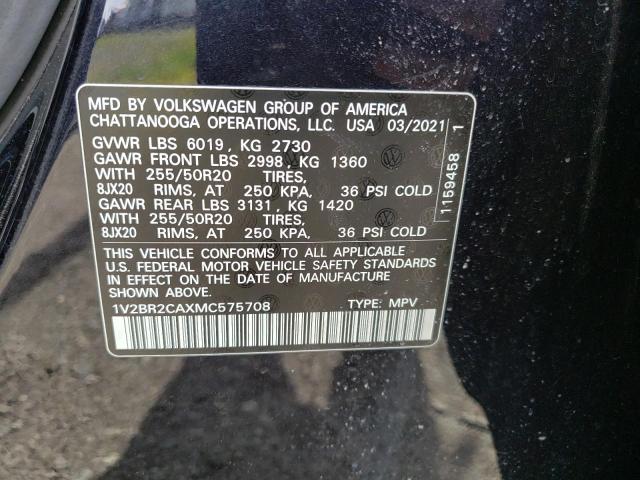 MFD BY VOLKSWAGEN GROUP OF AMERICA
CHATTANOOGA OPERATIONS, LLC. USA 03/2021
GVWR LBS 6019, KG 2730
GAWR FRONT LBS 2998, KG 1360
WITH 255/50R20 TIRES,
8JX20 RIMS, AT 250 KPA, 36 PSI COLD
GAWR REAR LBS 3131, KG 1420
WITH 255/50R20 TIRES,
8JX20 RIMS, AT 250 KPA, 36 PSI COLD
THIS VEHICLE CONFORMS TO ALL APPLICABLE
U.S. FEDERAL MOTOR VEHICLE SAFETY STANDARDS
IN EFFECT ON THE DATE OF MANUFACTURE
SHOWN ABOVE.
1V2BR2CAXMC575708 TYPE: MPV
1159458 1